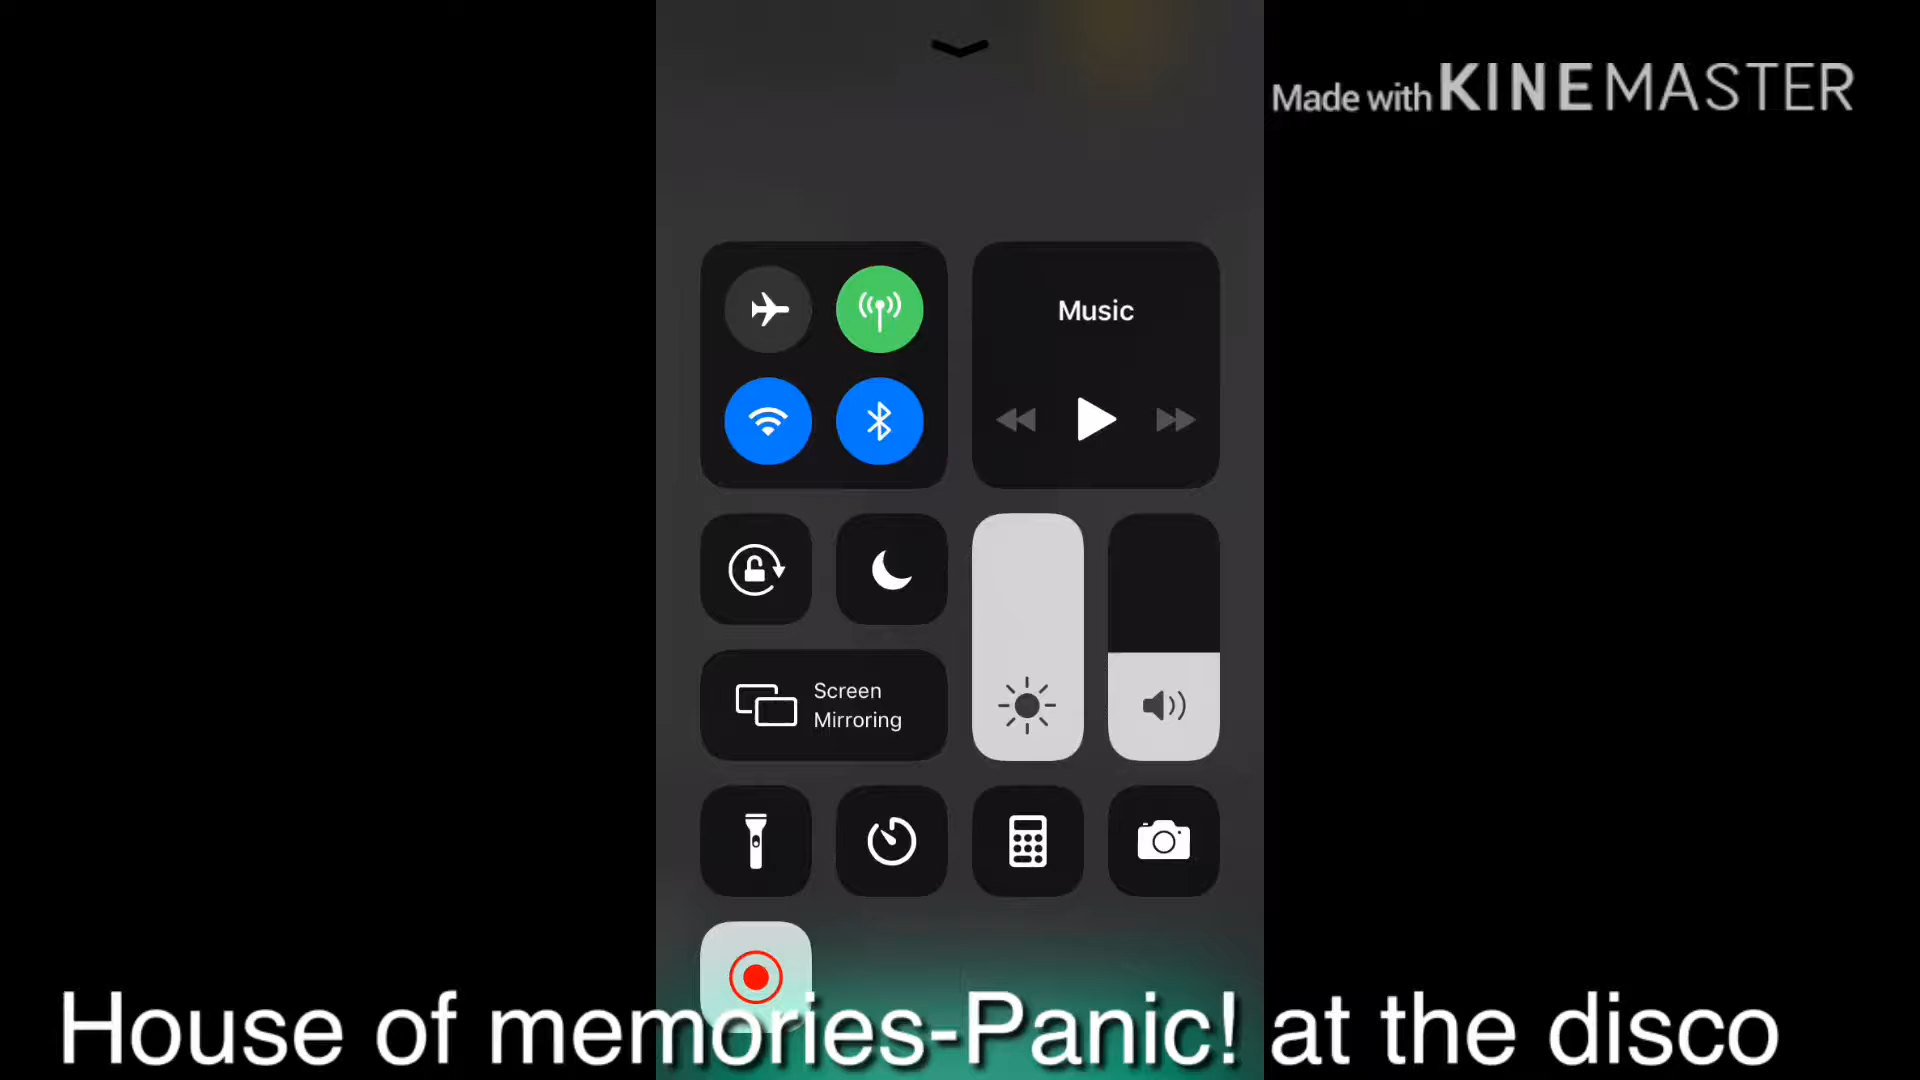 Made with KINEMASTER
Music
Screen
Mirroring
House of memories-Panic! at the disco